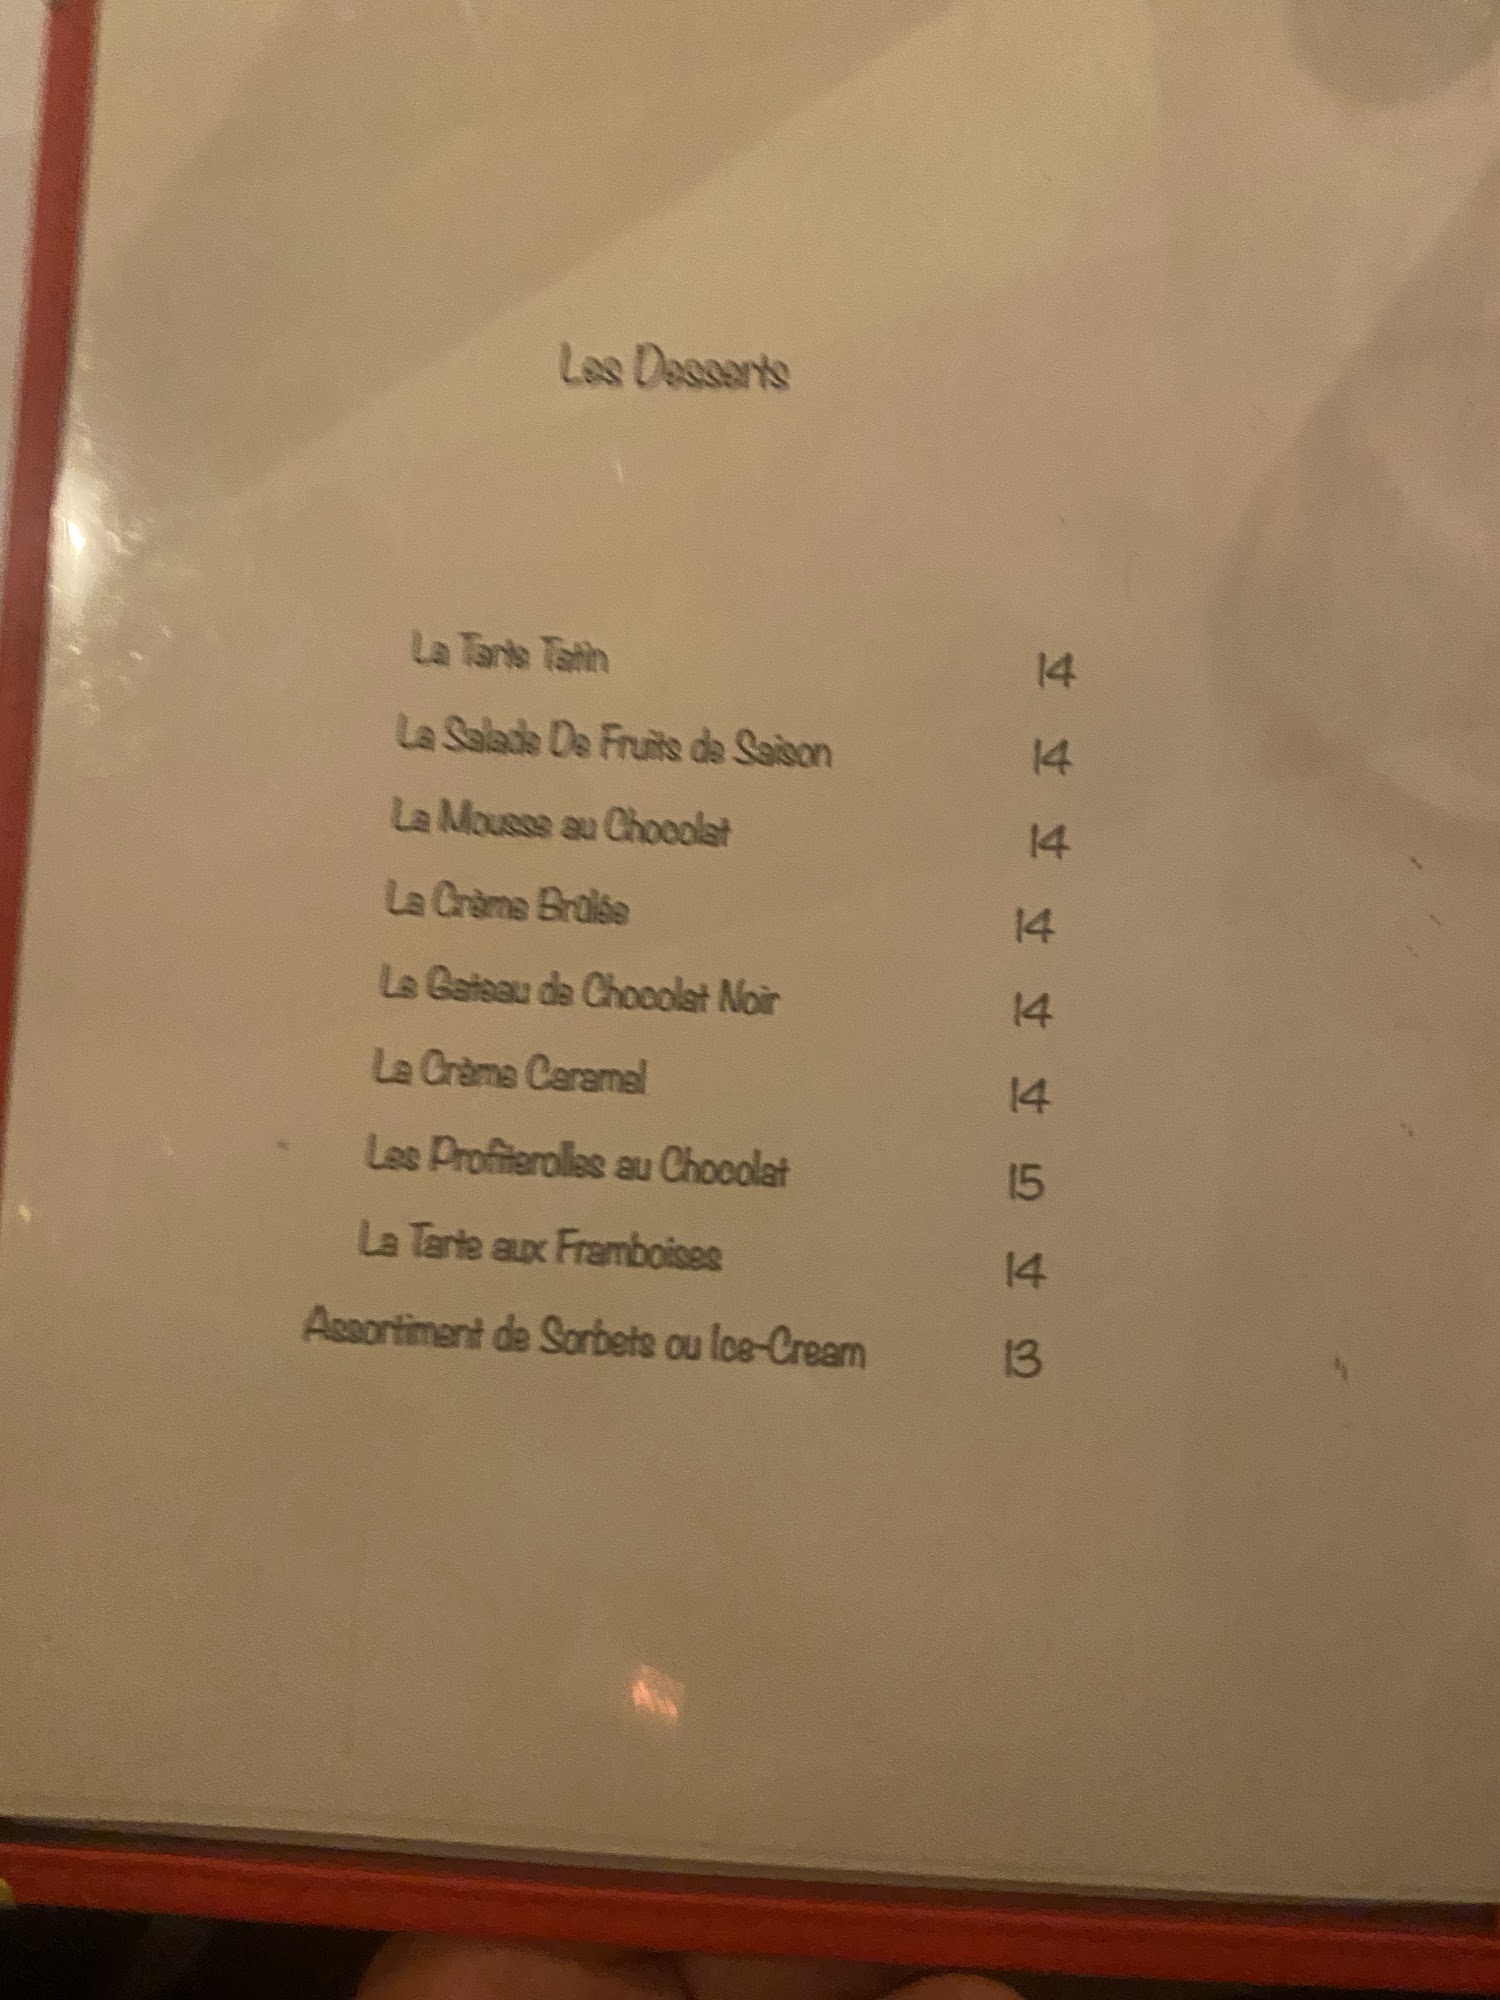 Les Desserts
La Tarte Tatin 14
La Salade De Fruits de Saison 14
La Mousse au Chocolat 14
La Crème Brûlée 14
Le Gateau de Chocolat Noir 14
La Crème Caramel 14
Les Profiterolles au Chocolat 15
La Tarte aux Framboises 14
Assortiment de Sorbets ou Ice-Cream 13